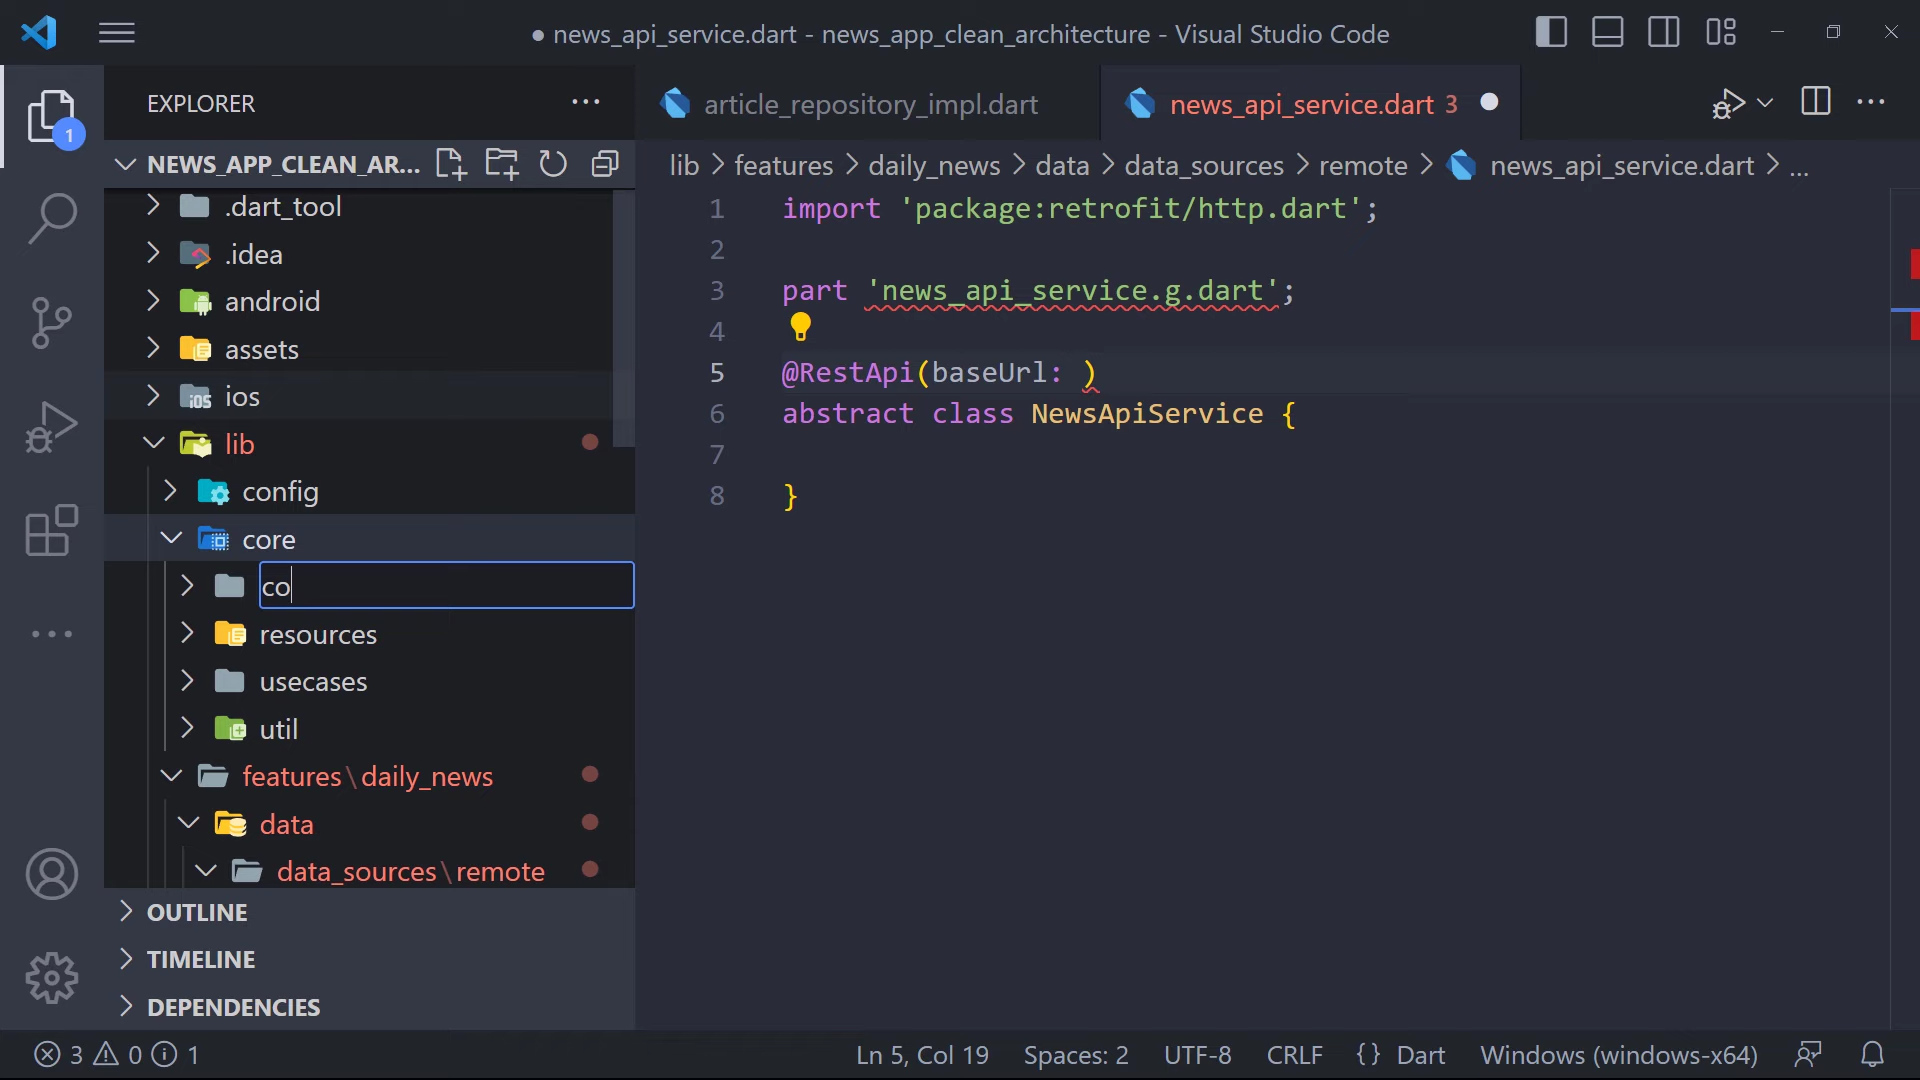 ● news_api_service.dart - news_app_clean_architecture - Visual Studio Code
EXPLORER
article_repository_impl.dart
news_api_service.dart 3
1
NEWS_APP_CLEAN_AR...
lib > features > daily_news > data > data_sources > remote > news_api_service.dart > ...
.dart_tool
.idea
android
assets
ios
lib
config
core
co
resources
usecases
util
features\daily_news
data
data_sources\remote
OUTLINE
TIMELINE
DEPENDENCIES
1 import 'package:retrofit/http.dart';
2
3 part 'news_api_service.g.dart';
4
5 @RestApi(baseUrl: )
6 abstract class NewsApiService {
7
8 }
3 0 1
Ln 5, Col 19 Spaces: 2 UTF-8 CRLF {} Dart Windows (windows-x64)